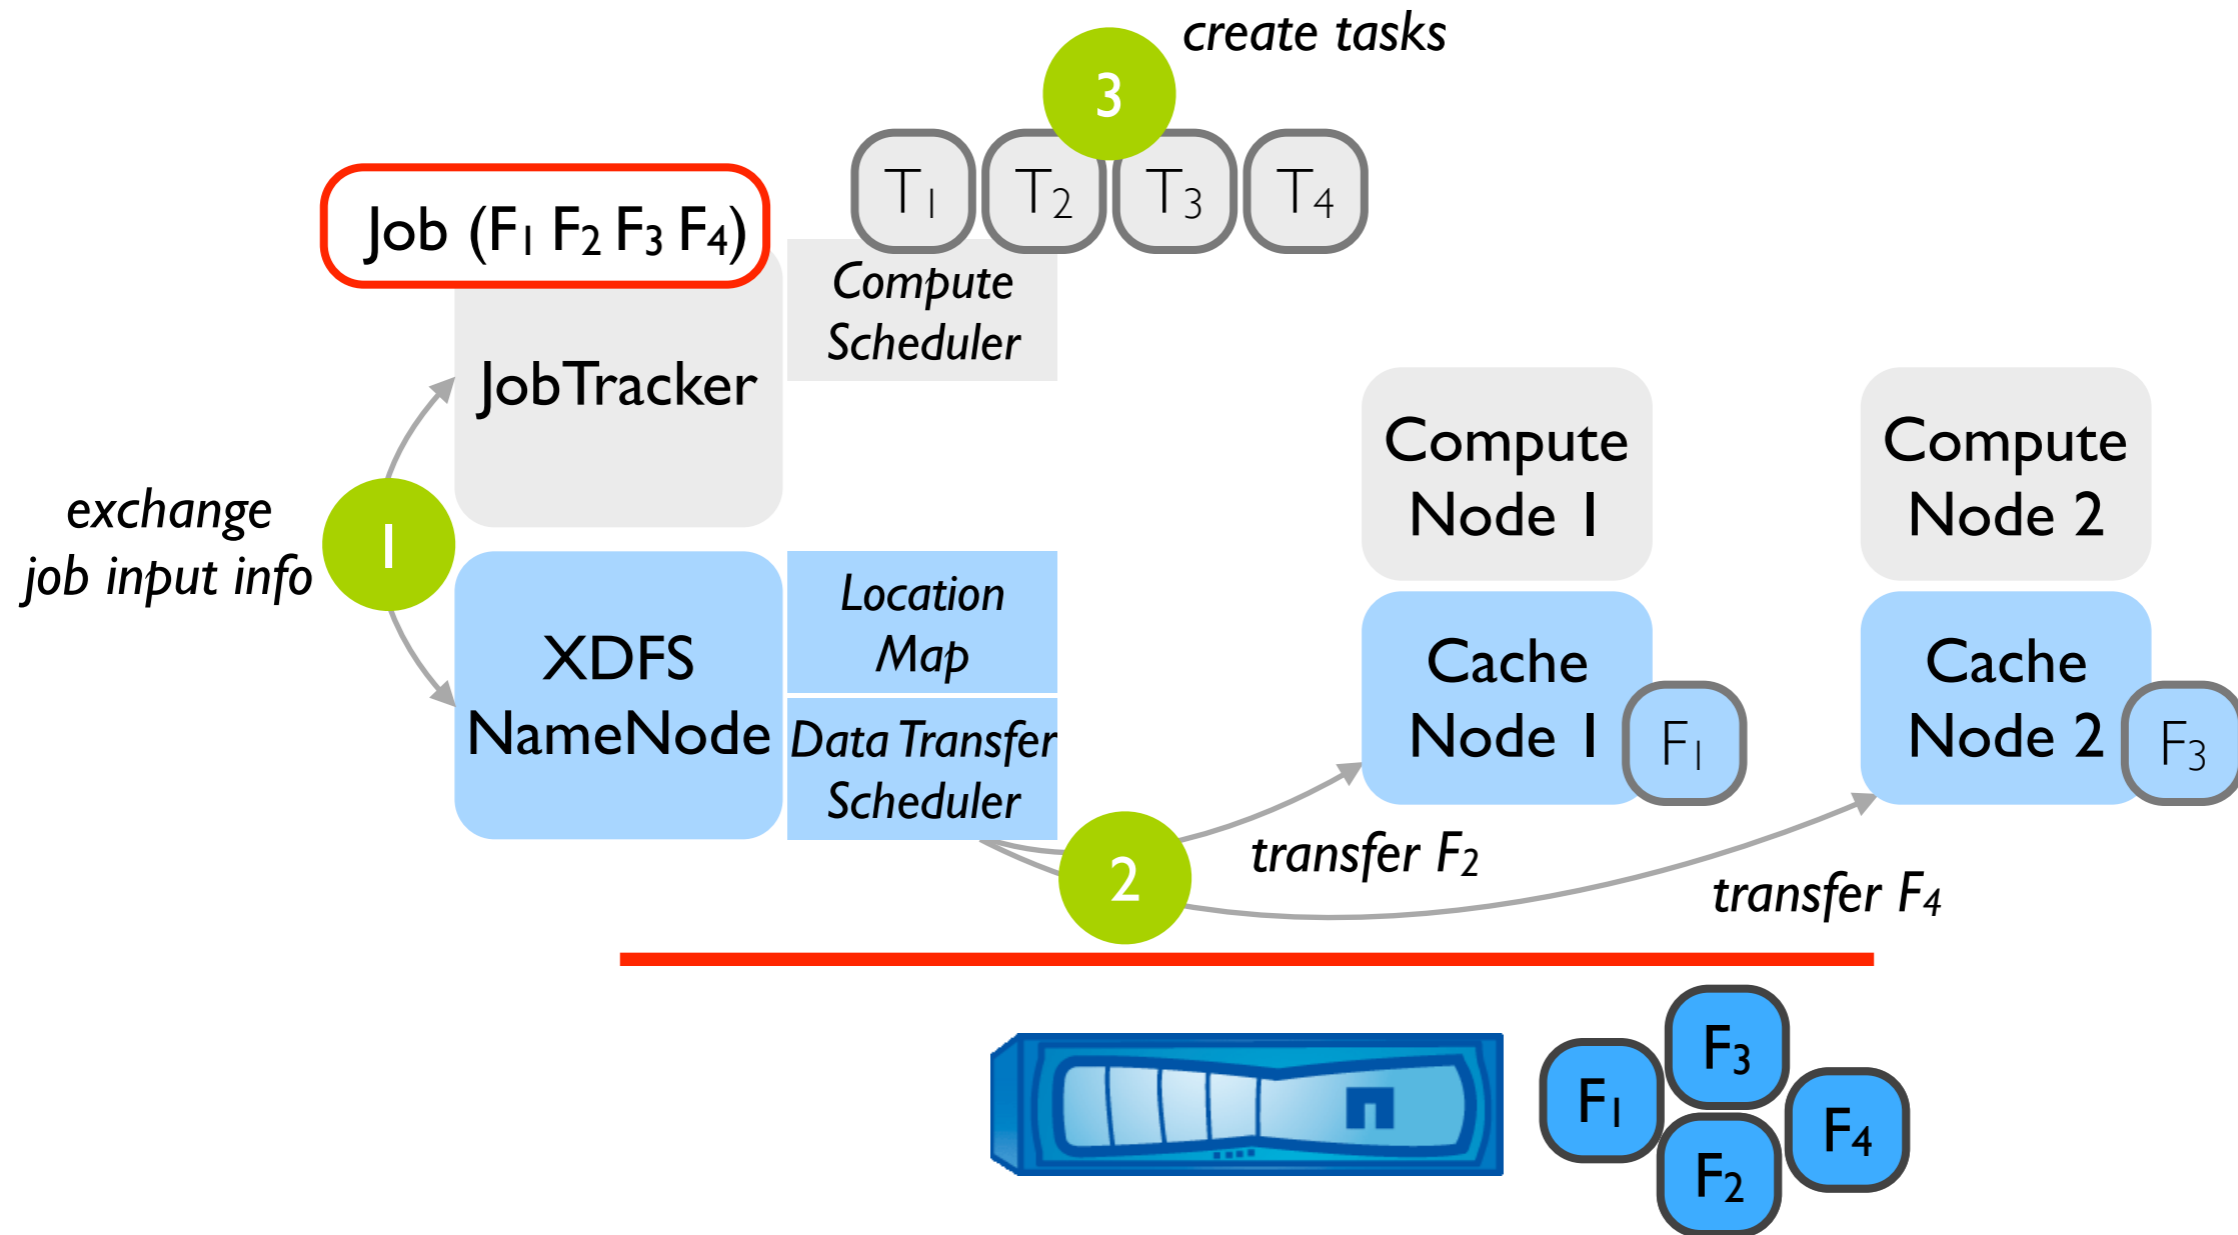 create tasks
3
T1 T2 T3 T4
Job (F1 F2 F3 F4)
Compute
Scheduler
JobTracker
exchange
job input info
1
XDFS
NameNode
Location
Map
Data Transfer
Scheduler
Compute
Node 1
Compute
Node 2
Cache
Node 1
F1
Cache
Node 2
F3
2
transfer F2
transfer F4
F3
F1
F4
F2